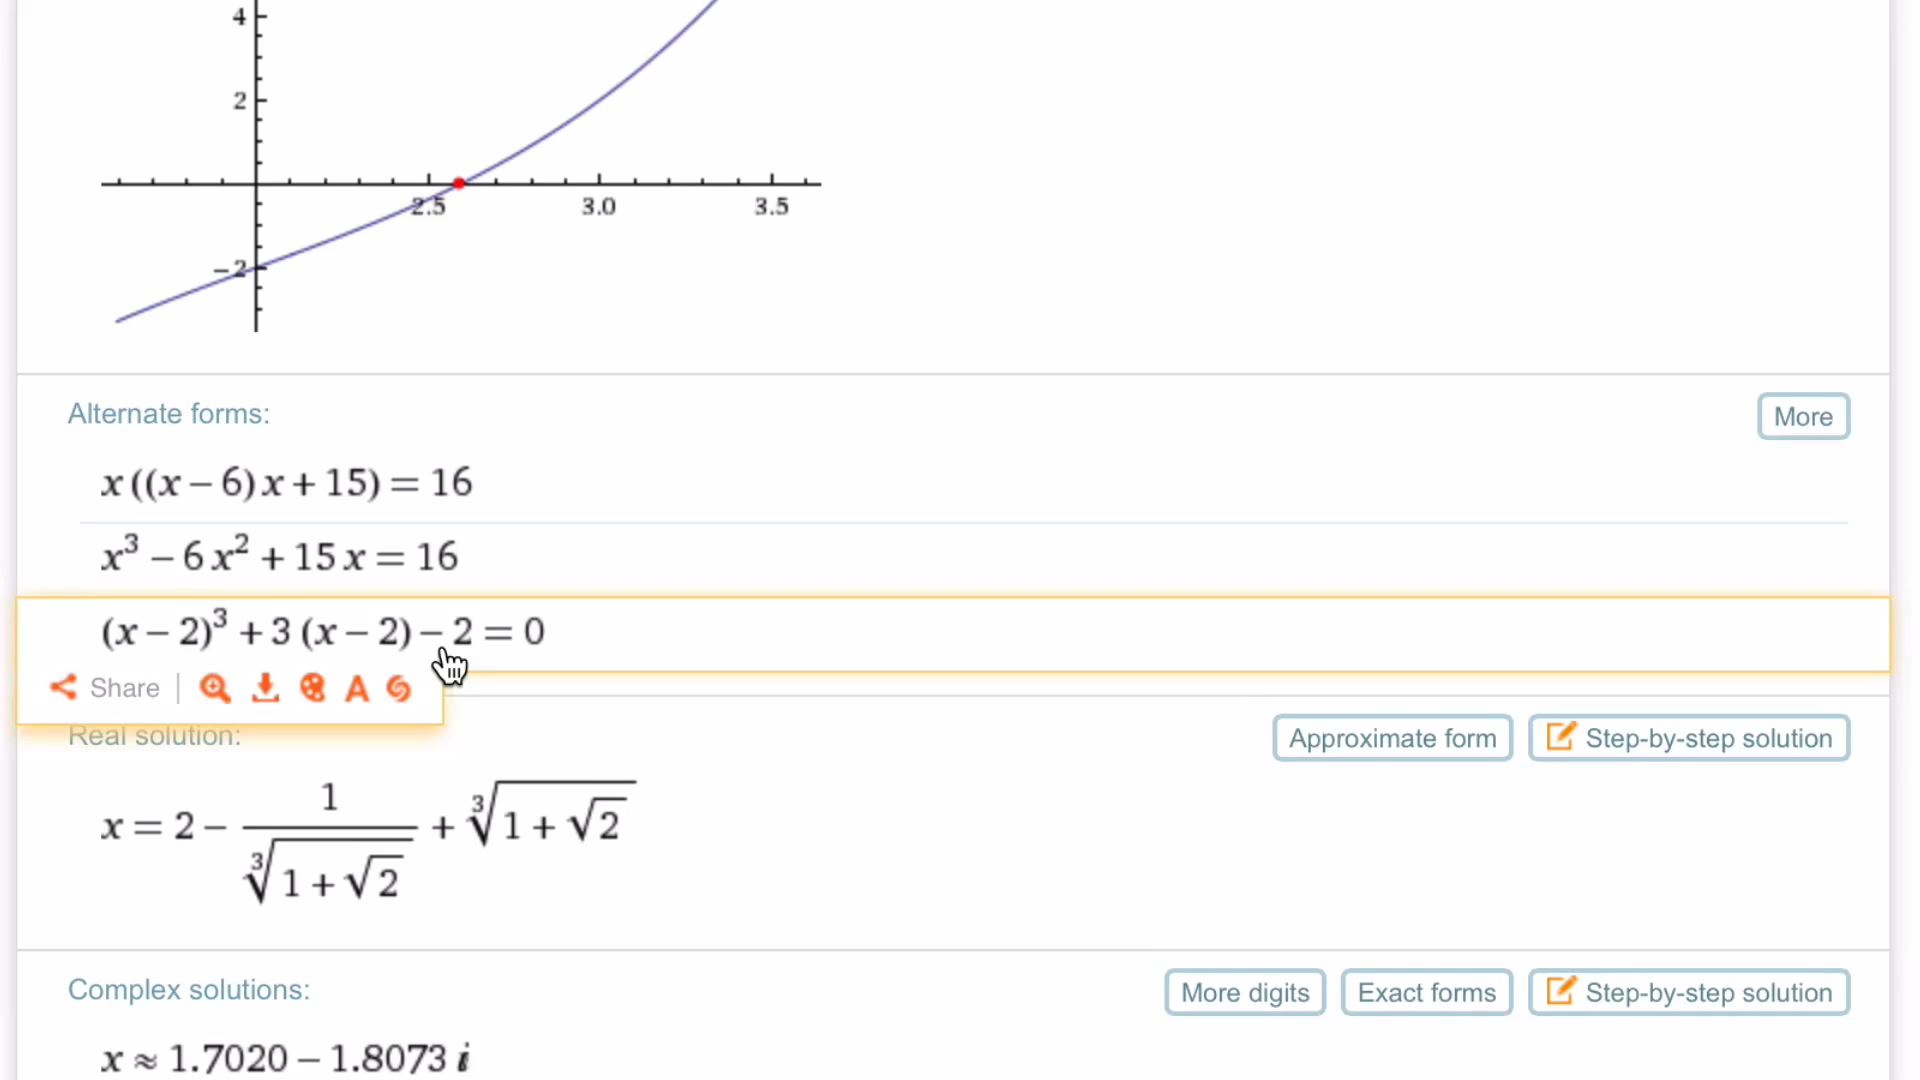 4
2
2.5 3.0 3.5
−2
Alternate forms:
More
x((x − 6)x + 15) = 16
x³ − 6x² + 15x = 16
(x − 2)³ + 3(x − 2) − 2 = 0
Share
A
Real solution:
Approximate form
Step-by-step solution
x = 2 − 1/∛(1 + √2) + ∛(1 + √2)
Complex solutions:
More digits
Exact forms
Step-by-step solution
x ≈ 1.7020 − 1.8073 i